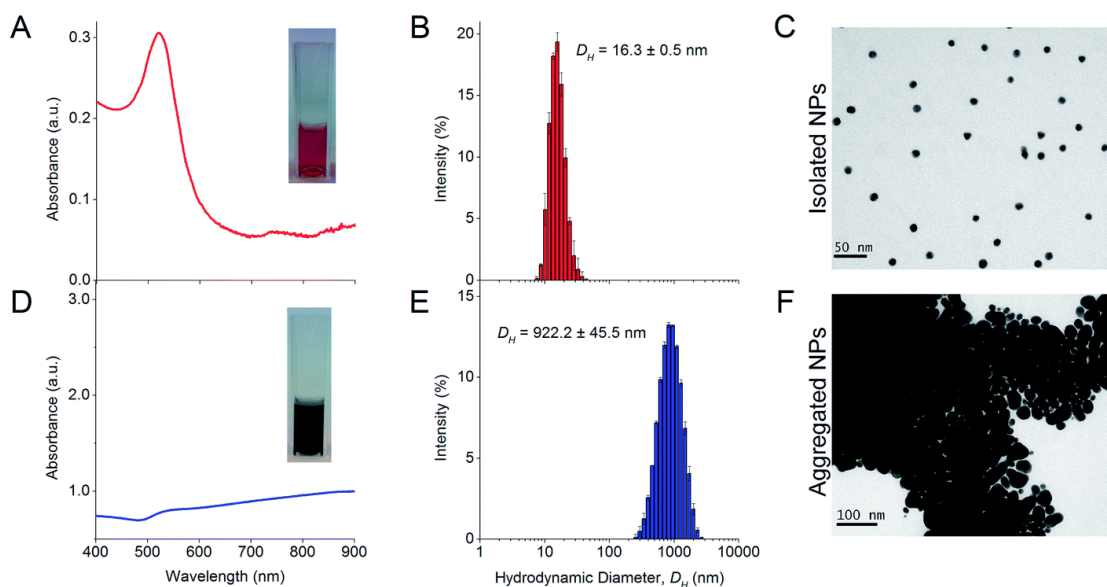 A
0.3
0.2
0.1
0.0
Absorbance (a.u.)
B
20
15
10
5
0
Intensity (%)
D_H = 16.3 ± 0.5 nm
C
Isolated NPs
50 nm
D
3.0
2.0
1.0
Absorbance (a.u.)
400 500 600 700 800 900
Wavelength (nm)
E
15
10
5
0
Intensity (%)
D_H = 922.2 ± 45.5 nm
1 10 100 1000 10000
Hydrodynamic Diameter, D_H (nm)
F
Aggregated NPs
100 nm